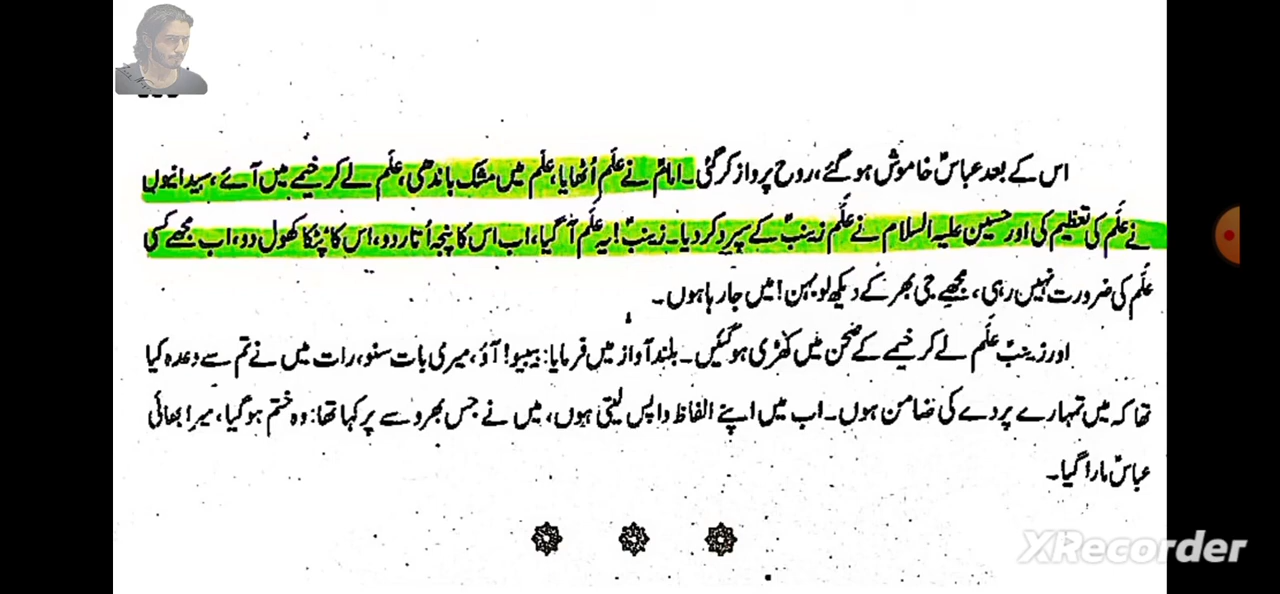 اس کے بعد عباسؑ خاموش ہو گئے، روح پرواز کر گئی۔ امامؑ نے علَم اُٹھایا، علَم میں مشک باندھی، علَم لے کر خیمے میں آئے، سیدانیوں
نے علَم کی تعظیم کی اور حسین علیہ السلام نے علَم زینبؑ کے سپرد کر دیا۔ زینبؑ! یہ علَم آ گیا، اب اس کا پنجہ اُتار دو، اس کا پٹکا کھول دو، اب مجھے کسی
علَم کی ضرورت نہیں رہی، مجھے جی بھر کے دیکھ لو بہن! میں جا رہا ہوں۔
اور زینبؑ علَم لے کر خیمے کے صحن میں کھڑی ہو گئیں۔ بلند آواز میں فرمایا: بیبیو! آؤ، میری بات سنو، رات میں نے تم سے وعدہ کیا
تھا کہ میں تمہارے پردے کی ضامن ہوں۔ اب میں اپنے الفاظ واپس لیتی ہوں، میں نے جس بھروسے پر کہا تھا: وہ ختم ہو گیا، میرا بھائی
عباسؑ مارا گیا۔
XRecorder